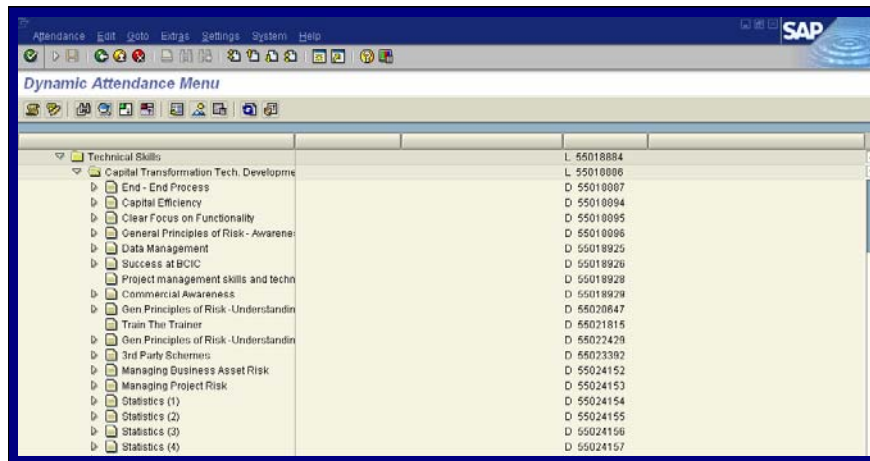 Attendance Edit Goto Extras Settings System Help
SAP
Dynamic Attendance Menu
Technical Skills L 55018884
Capital Transformation Tech. Developme L 55018886
End - End Process D 55018887
Capital Efficiency D 55018894
Clear Focus on Functionality D 55018895
General Principles of Risk - Awarenes D 55018896
Data Management D 55018925
Success at BCIC D 55018926
Project management skills and techn D 55018928
Commercial Awareness D 55018929
Gen.Principles of Risk -Understandin D 55020647
Train The Trainer D 55021815
Gen.Principles of Risk -Understandin D 55022429
3rd Party Schemes D 55023392
Managing Business Asset Risk D 55024152
Managing Project Risk D 55024153
Statistics (1) D 55024154
Statistics (2) D 55024155
Statistics (3) D 55024156
Statistics (4) D 55024157